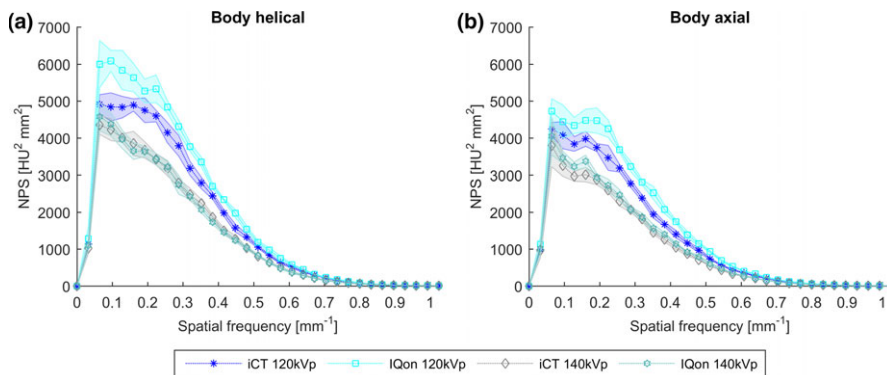 (a)
Body helical
7000
6000
5000
4000
3000
2000
1000
0
NPS [HU² mm²]
0 0.1 0.2 0.3 0.4 0.5 0.6 0.7 0.8 0.9 1
Spatial frequency [mm⁻¹]
(b)
Body axial
7000
6000
5000
4000
3000
2000
1000
0
NPS [HU² mm²]
0 0.1 0.2 0.3 0.4 0.5 0.6 0.7 0.8 0.9 1
Spatial frequency [mm⁻¹]
iCT 120kVp IQon 120kVp iCT 140kVp IQon 140kVp